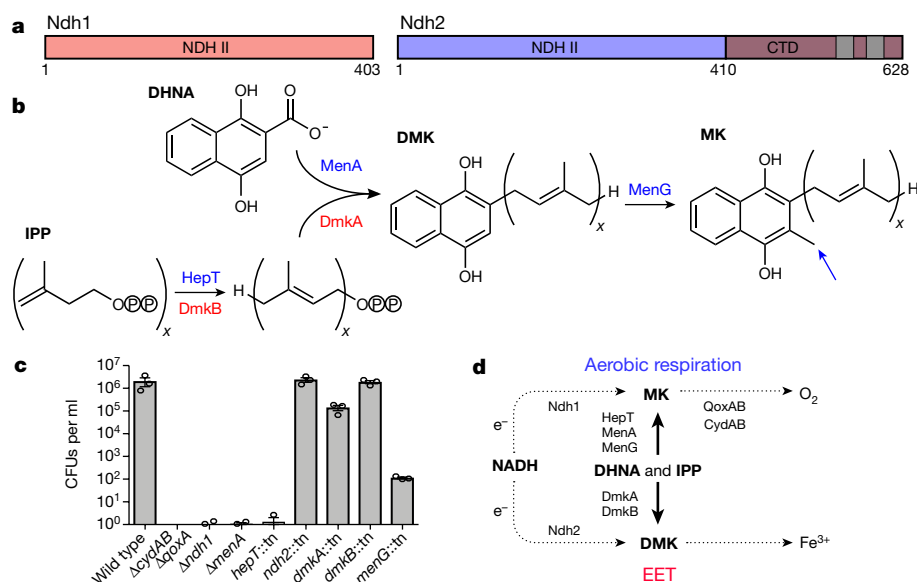 a
Ndh1
Ndh2
NDH II
NDH II
CTD
1
403
1
410
628
b
DHNA
OH
O
O⁻
OH
MenA
DmkA
DMK
OH
OH
H
x
MenG
MK
OH
OH
H
x
IPP
OPP
x
HepT
DmkB
H
OPP
x
c
CFUs per ml
10⁷
10⁶
10⁵
10⁴
10³
10²
10¹
10⁰
Wild type
ΔcydAB
ΔqoxA
Δndh1
ΔmenA
hepT::tn
ndh2::tn
dmkA::tn
dmkB::tn
menG::tn
d
Aerobic respiration
MK
O₂
Ndh1
QoxAB
CydAB
e⁻
HepT
MenA
MenG
NADH
DHNA and IPP
DmkA
DmkB
e⁻
Ndh2
DMK
Fe³⁺
EET